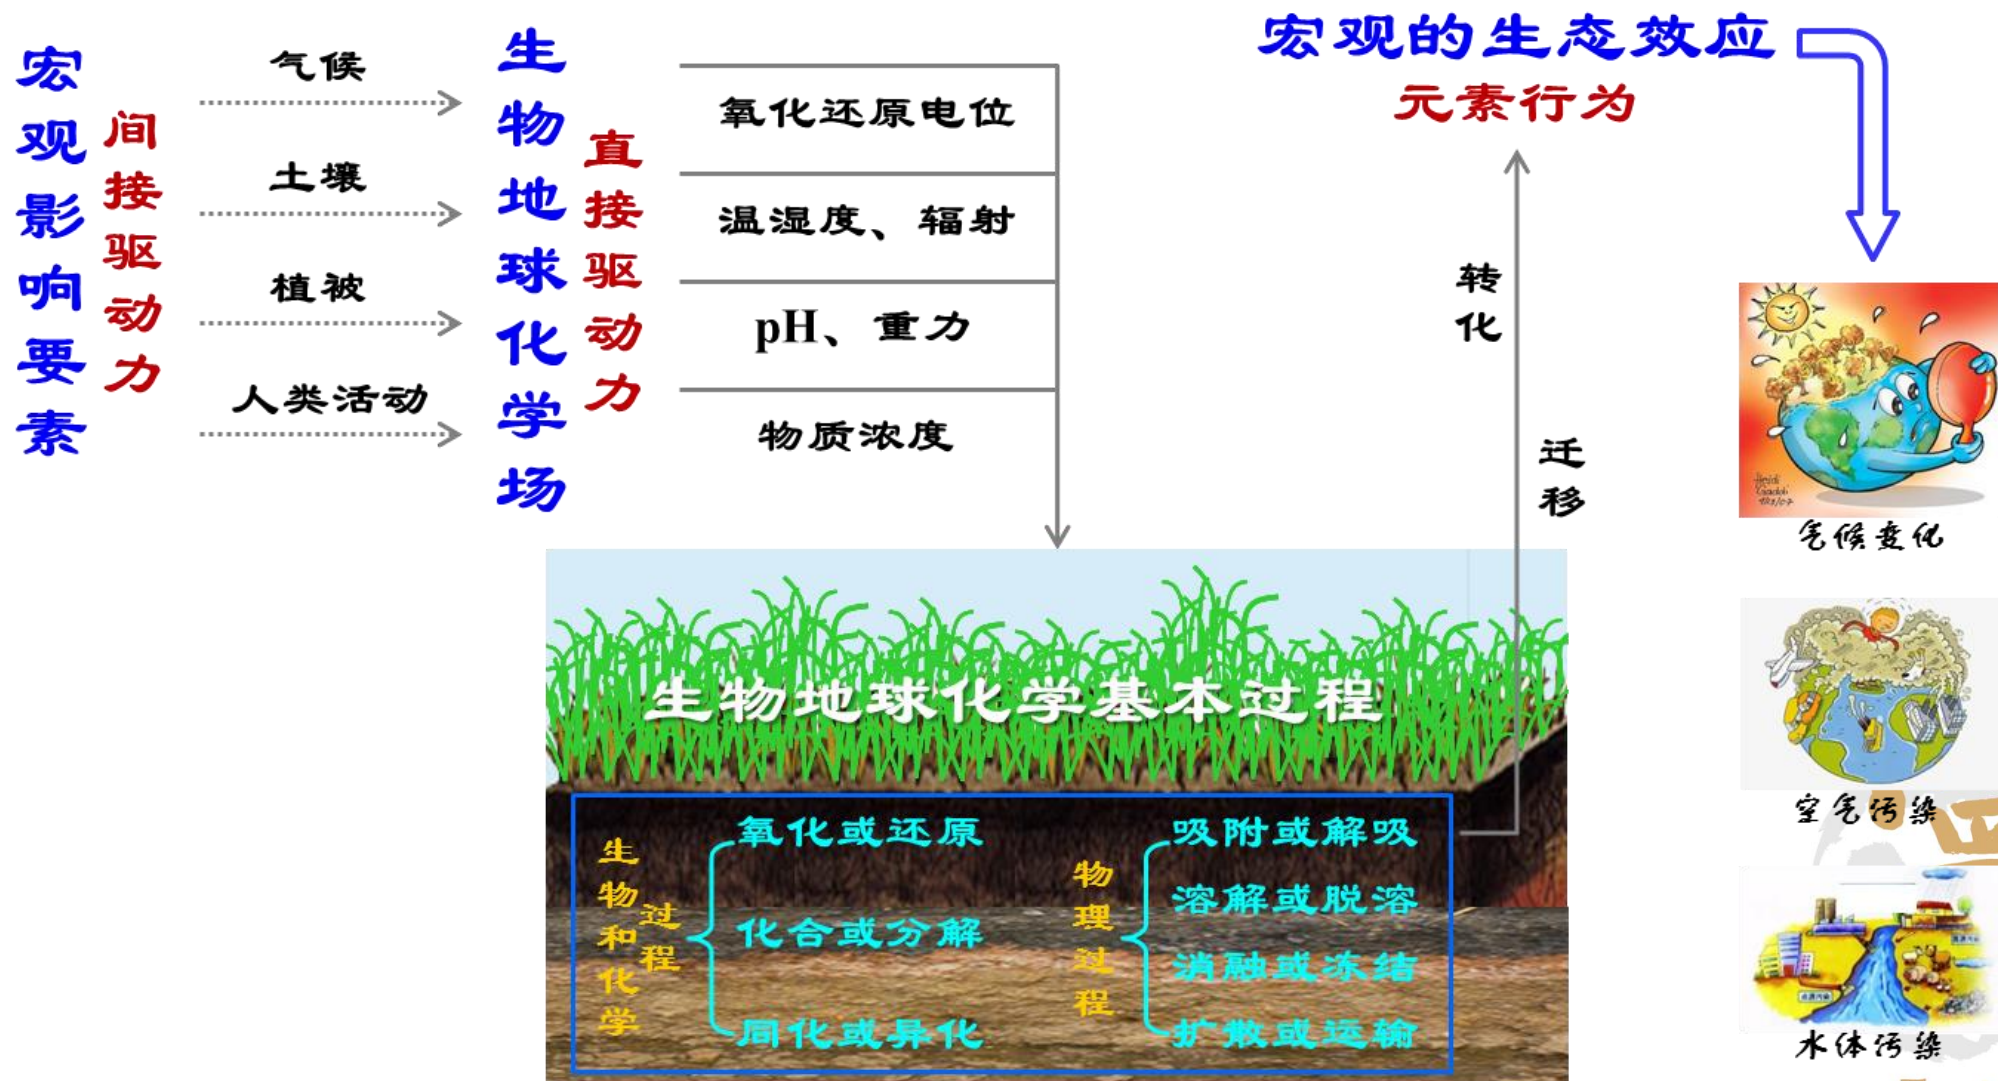 宏观影响要素
间接驱动力
气候
土壤
植被
人类活动
生物地球化学场
直接驱动力
氧化还原电位
温湿度、辐射
pH、重力
物质浓度
宏观的生态效应
元素行为
转化
迁移
生物地球化学基本过程
生物和化学
过程
氧化或还原
化合或分解
同化或异化
物理过程
吸附或解吸
溶解或脱溶
消融或冻结
扩散或运输
气候变化
空气污染
水体污染